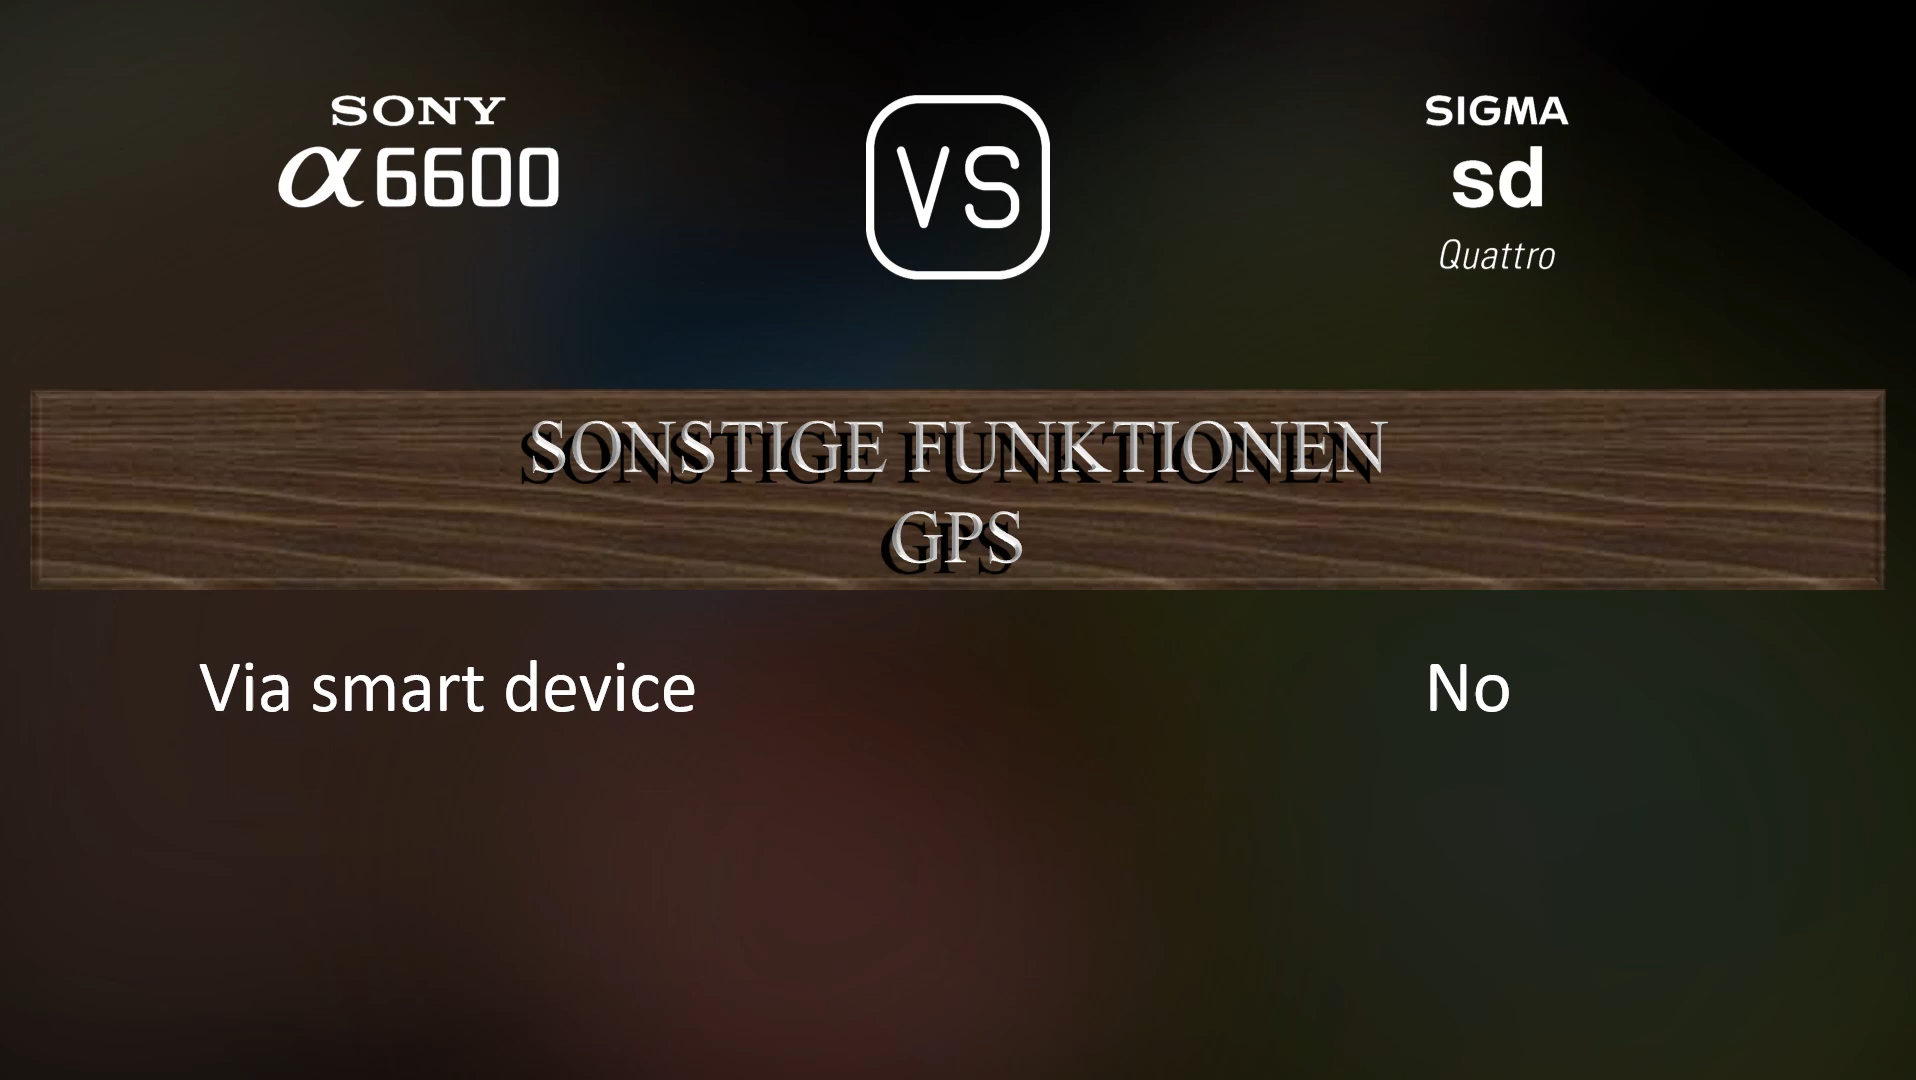 SONY
α6600
VS
SIGMA
sd
Quattro
SONSTIGE FUNKTIONEN
GPS
Via smart device
No